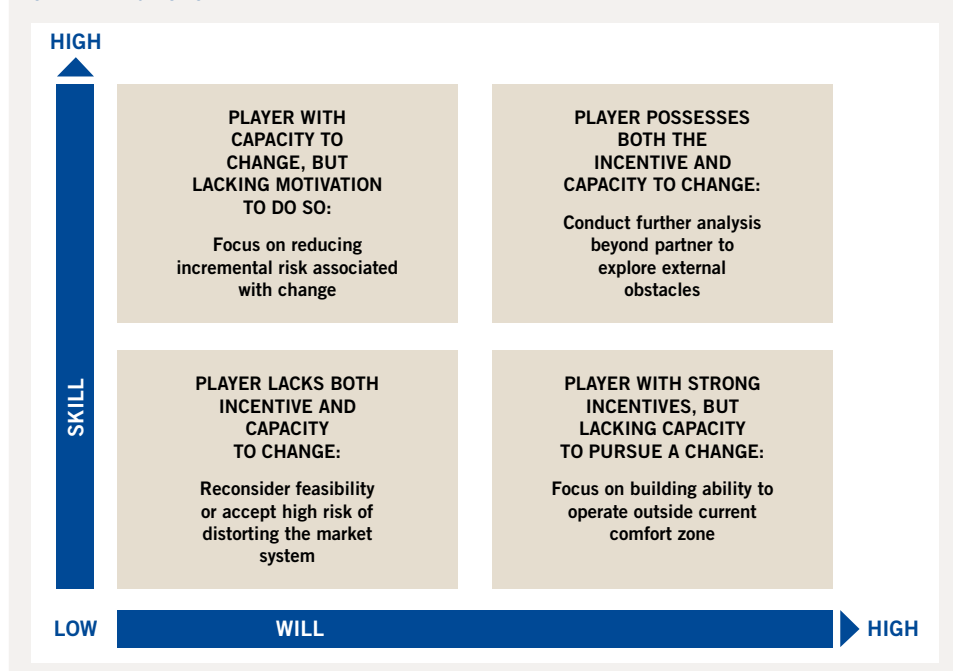 HIGH
PLAYER WITH
CAPACITY TO
CHANGE, BUT
LACKING MOTIVATION
TO DO SO:
Focus on reducing
incremental risk associated
with change
PLAYER POSSESSES
BOTH THE
INCENTIVE AND
CAPACITY TO CHANGE:
Conduct further analysis
beyond partner to
explore external
obstacles
SKILL
PLAYER LACKS BOTH
INCENTIVE AND
CAPACITY
TO CHANGE:
Reconsider feasibility
or accept high risk of
distorting the market
system
PLAYER WITH STRONG
INCENTIVES, BUT
LACKING CAPACITY
TO PURSUE A CHANGE:
Focus on building ability to
operate outside current
comfort zone
LOW
WILL
HIGH